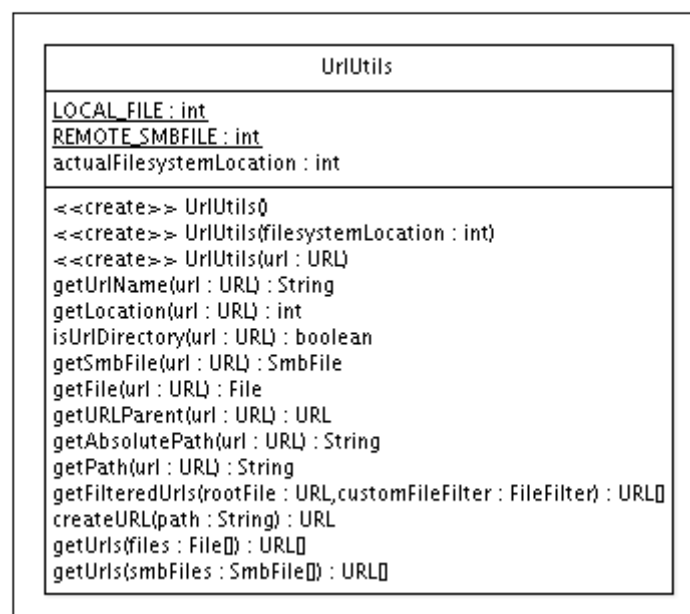 UrlUtils
LOCAL_FILE : int
REMOTE_SMBFILE : int
actualFilesystemLocation : int
<<create>> UrlUtils()
<<create>> UrlUtils(filesystemLocation : int)
<<create>> UrlUtils(url : URL)
getUrlName(url : URL) : String
getLocation(url : URL) : int
isUrlDirectory(url : URL) : boolean
getSmbFile(url : URL) : SmbFile
getFile(url : URL) : File
getURLParent(url : URL) : URL
getAbsolutePath(url : URL) : String
getPath(url : URL) : String
getFilteredUrls(rootFile : URL,customFileFilter : FileFilter) : URL[]
createURL(path : String) : URL
getUrls(files : File[]) : URL[]
getUrls(smbFiles : SmbFile[]) : URL[]